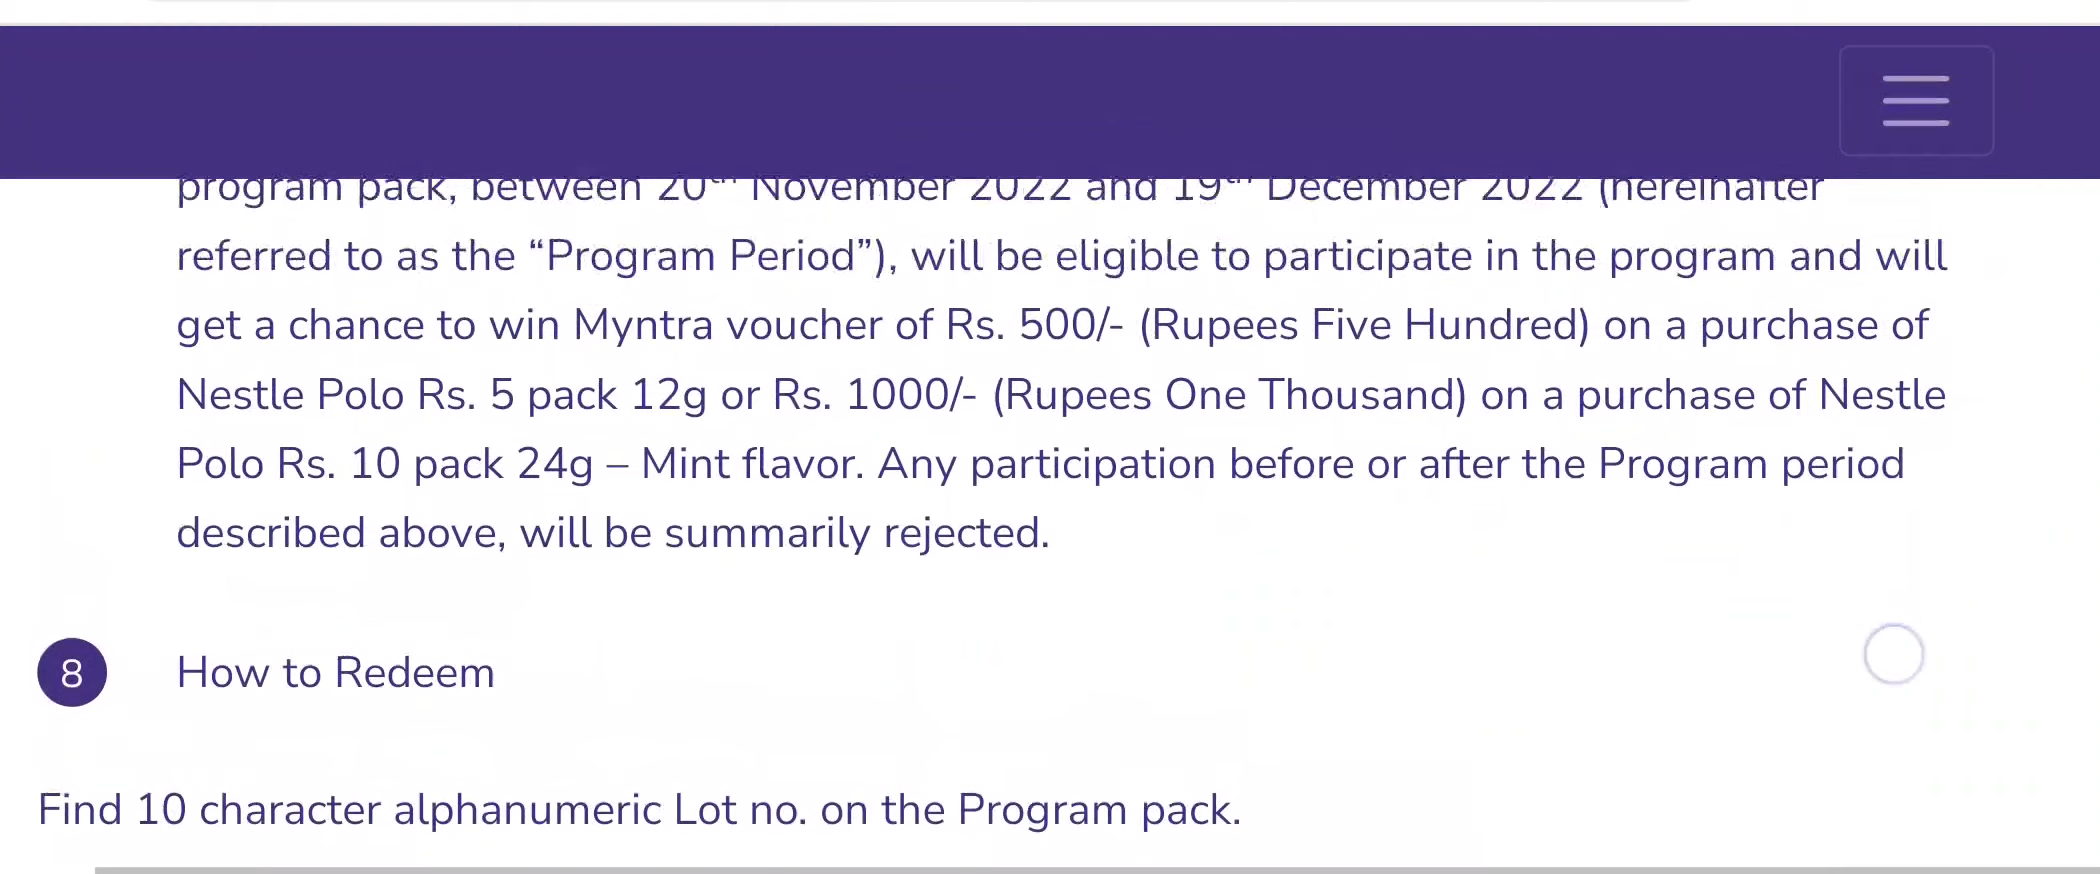 program pack, between 20th November 2022 and 19th December 2022 (hereinafter
referred to as the “Program Period”), will be eligible to participate in the program and will
get a chance to win Myntra voucher of Rs. 500/- (Rupees Five Hundred) on a purchase of
Nestle Polo Rs. 5 pack 12g or Rs. 1000/- (Rupees One Thousand) on a purchase of Nestle
Polo Rs. 10 pack 24g – Mint flavor. Any participation before or after the Program period
described above, will be summarily rejected.
8 How to Redeem
Find 10 character alphanumeric Lot no. on the Program pack.